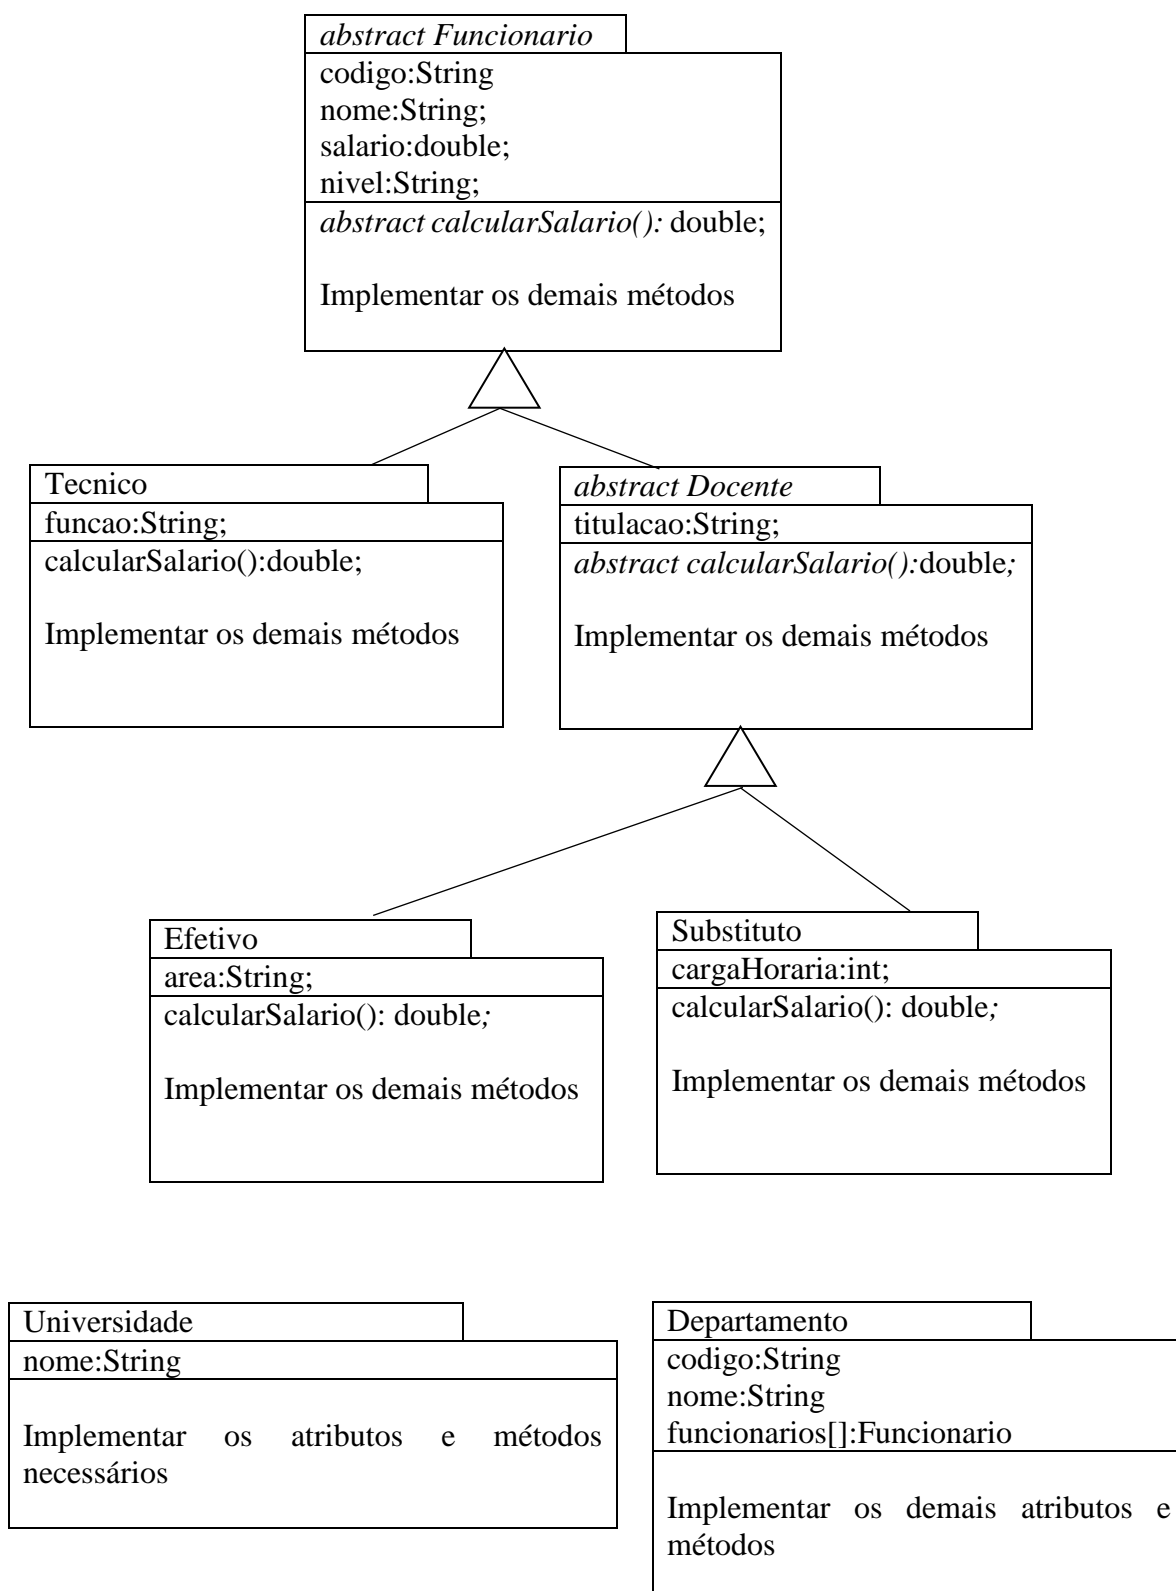 abstract Funcionario
codigo:String
nome:String;
salario:double;
nivel:String;
abstract calcularSalario(): double;
Implementar os demais métodos
Tecnico
funcao:String;
calcularSalario():double;
Implementar os demais métodos
abstract Docente
titulacao:String;
abstract calcularSalario():double;
Implementar os demais métodos
Efetivo
area:String;
calcularSalario(): double;
Implementar os demais métodos
Substituto
cargaHoraria:int;
calcularSalario(): double;
Implementar os demais métodos
Universidade
nome:String
Implementar os atributos e métodos
necessários
Departamento
codigo:String
nome:String
funcionarios[]:Funcionario
Implementar os demais atributos e
métodos